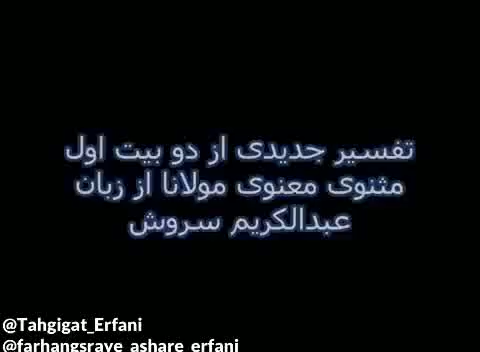 تفسیر جدیدی از دو بیت اول
مثنوی معنوی مولانا از زبان
عبدالکریم سروش
@Tahgigat_Erfani
@farhangsraye_ashare_erfani